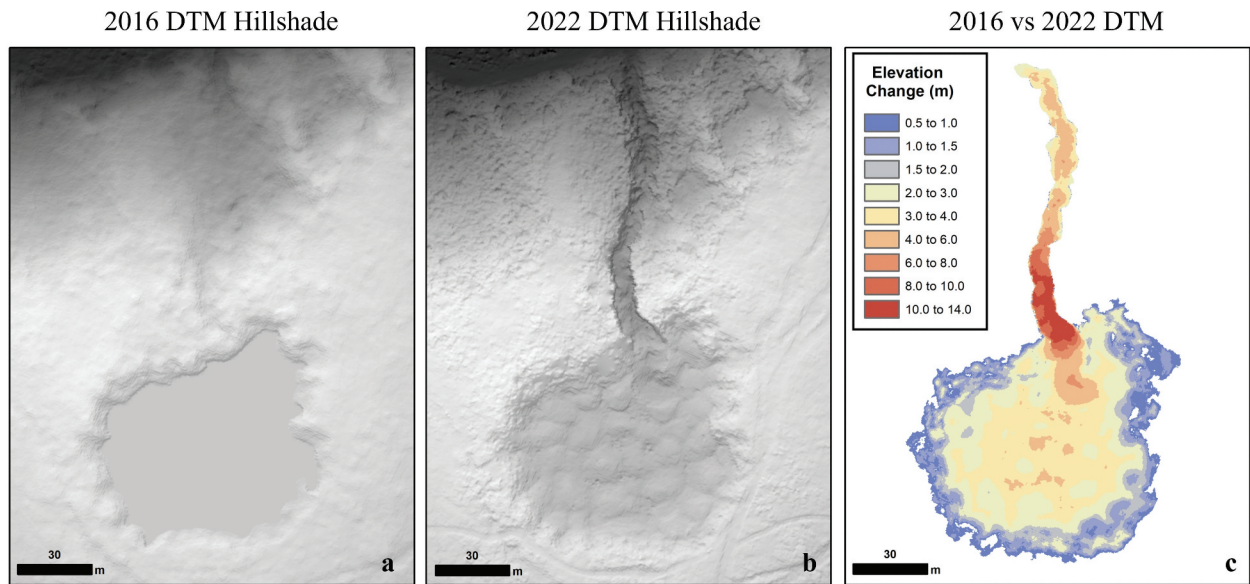 2016 DTM Hillshade
2022 DTM Hillshade
2016 vs 2022 DTM
30
m
a
30
m
b
Elevation
Change (m)
0.5 to 1.0
1.0 to 1.5
1.5 to 2.0
2.0 to 3.0
3.0 to 4.0
4.0 to 6.0
6.0 to 8.0
8.0 to 10.0
10.0 to 14.0
30
m
c